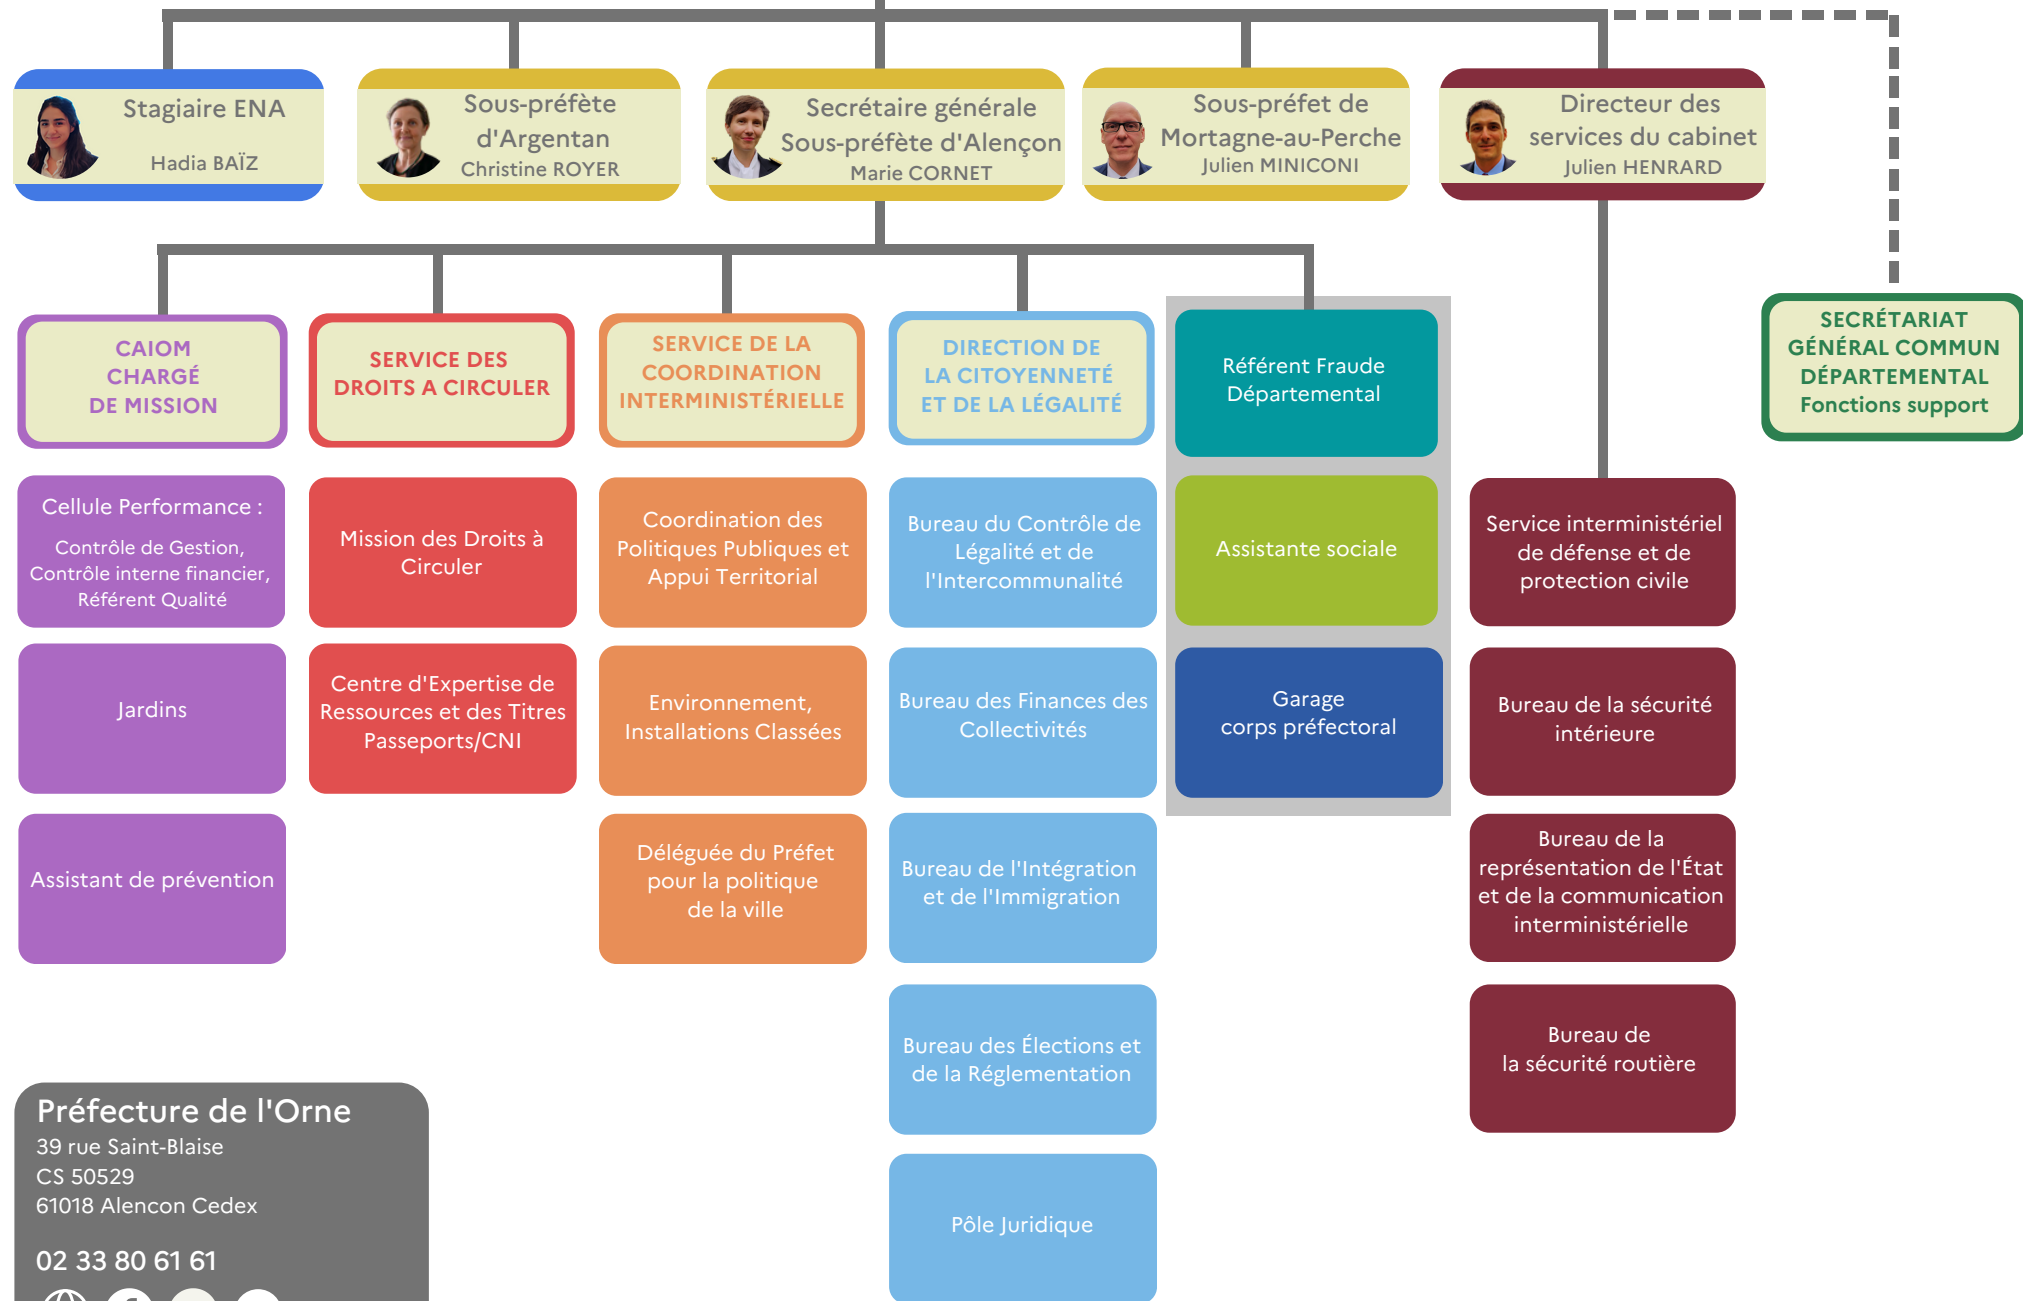 Stagiaire ENA
Hadia BAÏZ
Sous-préfète
d'Argentan
Christine ROYER
Secrétaire générale
Sous-préfète d'Alençon
Marie CORNET
Sous-préfet de
Mortagne-au-Perche
Julien MINICONI
Directeur des
services du cabinet
Julien HENRARD
CAIOM
CHARGÉ
DE MISSION
SERVICE DES
DROITS A CIRCULER
SERVICE DE LA
COORDINATION
INTERMINISTÉRIELLE
DIRECTION DE
LA CITOYENNETÉ
ET DE LA LÉGALITÉ
Référent Fraude
Départemental
SECRÉTARIAT
GÉNÉRAL COMMUN
DÉPARTEMENTAL
Fonctions support
Cellule Performance :
Contrôle de Gestion,
Contrôle interne financier,
Référent Qualité
Mission des Droits à
Circuler
Coordination des
Politiques Publiques et
Appui Territorial
Bureau du Contrôle de
Légalité et de
l'Intercommunalité
Assistante sociale
Service interministériel
de défense et de
protection civile
Jardins
Centre d'Expertise de
Ressources et des Titres
Passeports/CNI
Environnement,
Installations Classées
Bureau des Finances des
Collectivités
Garage
corps préfectoral
Bureau de la sécurité
intérieure
Assistant de prévention
Déléguée du Préfet
pour la politique
de la ville
Bureau de l'Intégration
et de l'Immigration
Bureau de la
représentation de l'État
et de la communication
interministérielle
Bureau des Élections et
de la Réglementation
Bureau de
la sécurité routière
Pôle Juridique
Préfecture de l'Orne
39 rue Saint-Blaise
CS 50529
61018 Alencon Cedex
02 33 80 61 61